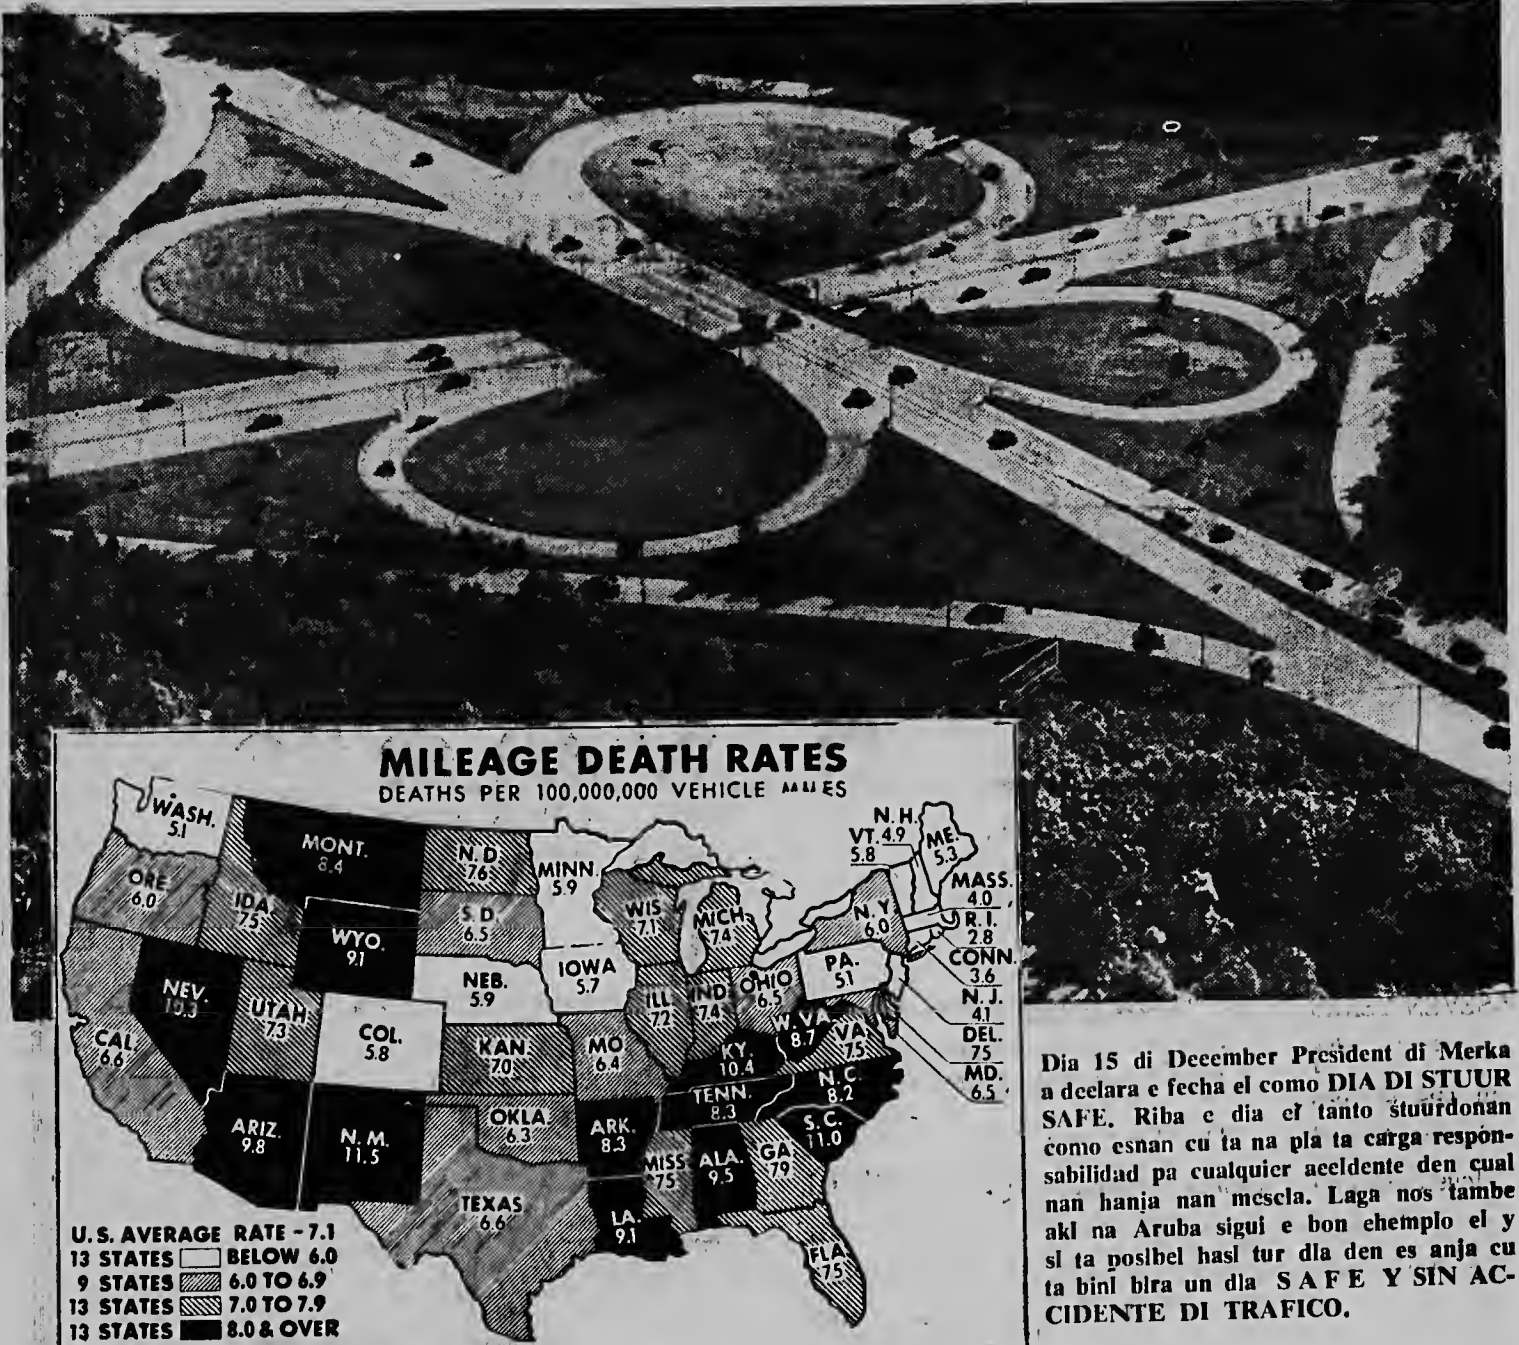 MILEAGE DEATH RATES
DEATHS PER 100,000,000 VEHICLE
WASH.
5.1
MONT.
8.4
N. D
7.6
MINN.
5.9
N. H.
4.9
VT.
5.8
ME.
5.3
ORE
6.0
IDA
7.5
WYO.
9.1
S. D.
6.5
WIS
7.1
MICH.
7.4
N. Y.
6.0
MASS.
4.0
R. I.
2.8
CONN.
3.6
N. J.
4.1
DEL.
75
MD.
6.5
NEV.
10.3
UTAH
7.3
COL.
5.8
NEB.
5.9
IOWA
5.7
ILL
7.2
IND
7.4
OHIO
6.5
PA.
5.1
W. VA
8.7
VA.
7.5
CAL.
6.6
KAN.
7.0
MO
6.4
KY.
10.4
TENN.
8.3
N. C.
8.2
S. C.
11.0
ARIZ.
9.8
N. M.
11.5
OKLA
6.3
ARK.
8.3
MISS
75
ALA.
9.5
GA
79
TEXAS
6.6
LA.
9.1
FLA
75
U.S. AVERAGE RATE - 7.1
13 STATES BELOW 6.0
9 STATES 6.0 TO 6.9
13 STATES 7.0 TO 7.9
13 STATES 8.0 & OVER
Dia 15 di December President di Merka
a declara e fecha el como DIA DI STUUR
SAFE. Riba e dia ei tanto stuurdonan
como esnan cu ta na pia ta carga respon-
sabilidad pa cualquier accidente den cual
nan hanja nan mescla. Laga nos tambe
aki na Aruba sigui e bon ehemplo ei y
si ta posibel hasi tur dia den es anja cu
ta bini bira un dia SAFE Y SIN AC-
CIDENTE DI TRAFICO.